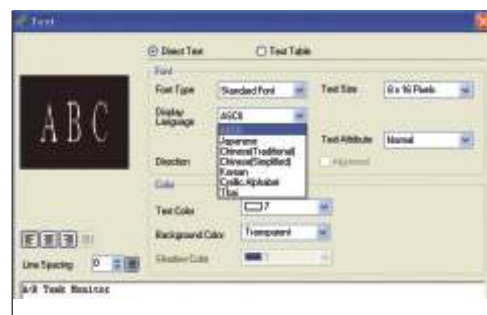 Text
Direct Text Text Table
Font
Font Type Standard Font Text Size 8 x 16 Pixels
Display Language ASCII
ASCII
Japanese
Chinese(Traditional)
Chinese(Simplified)
Korean
Cyrillic Alphabet
Thai
Text Attribute Normal
Direction
Alignment
ABC
Color
Text Color 7
Background Color Transparent
Shadow Color
Line Spacing 0
A/B Tank Monitor